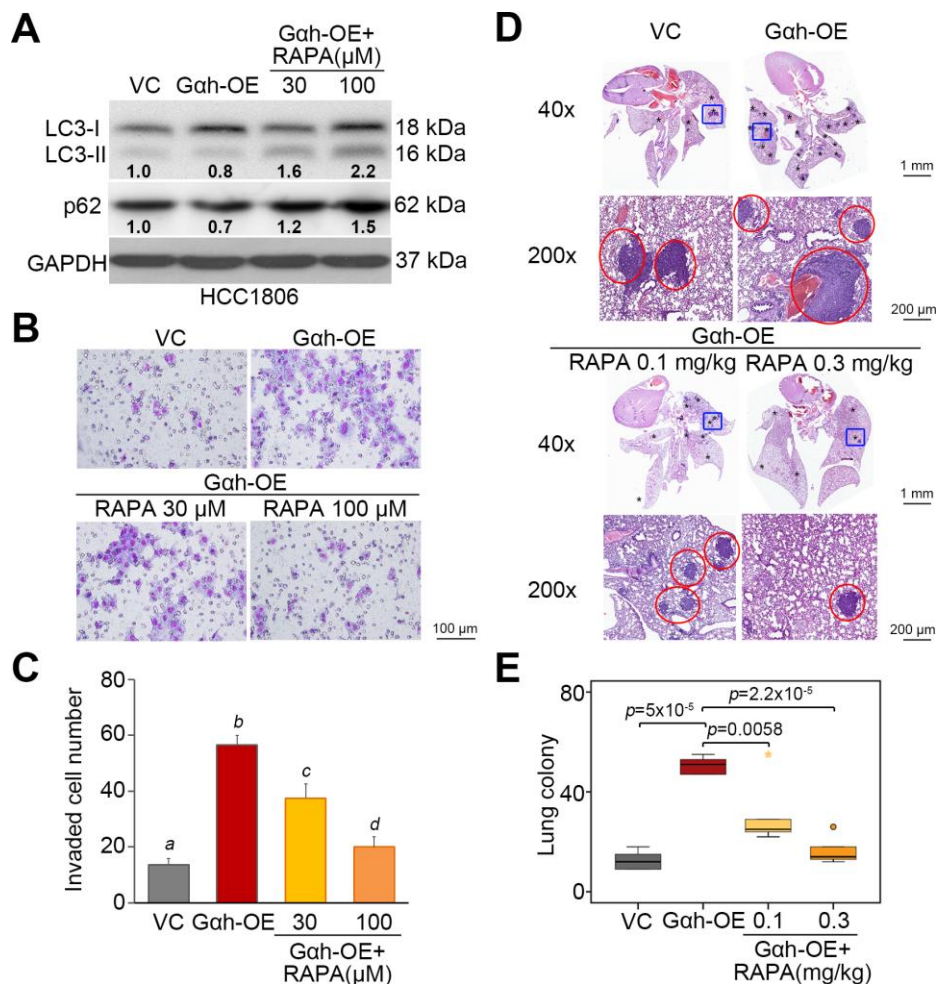 A
Gαh-OE+
RAPA(μM)
VC Gαh-OE 30 100
LC3-I 18 kDa
LC3-II 16 kDa
1.0 0.8 1.6 2.2
p62 62 kDa
1.0 0.7 1.2 1.5
GAPDH 37 kDa
HCC1806
B
VC Gαh-OE
Gαh-OE
RAPA 30 μM RAPA 100 μM
100 μm
C
Invaded cell number
80
60
40
20
0
a
b
c
d
VC Gαh-OE 30 100
Gαh-OE+
RAPA(μM)
D
VC Gαh-OE
40x
1 mm
200x
200 μm
Gαh-OE
RAPA 0.1 mg/kg RAPA 0.3 mg/kg
40x
1 mm
200x
200 μm
E
Lung colony
80
40
0
p=2.2x10-5
p=5x10-5
p=0.0058
VC Gαh-OE 0.1 0.3
Gαh-OE+
RAPA(mg/kg)